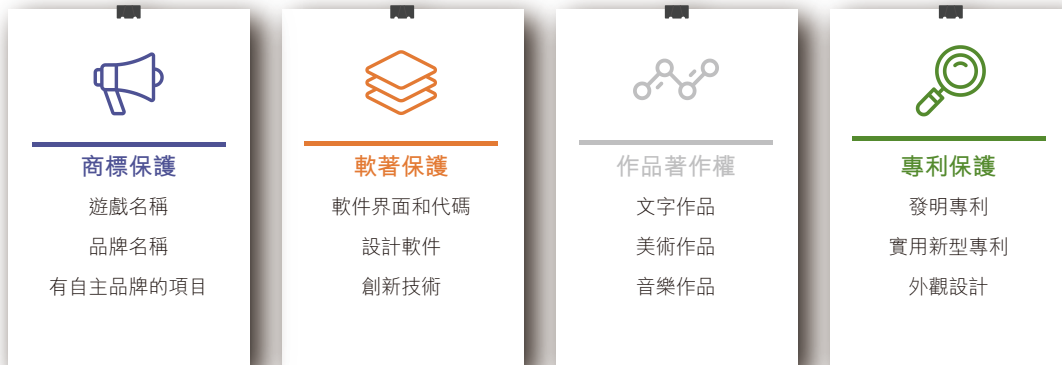 商標保護
遊戲名稱
品牌名稱
有自主品牌的項目
軟著保護
軟件界面和代碼
設計軟件
創新技術
作品著作權
文字作品
美術作品
音樂作品
專利保護
發明專利
實用新型專利
外觀設計